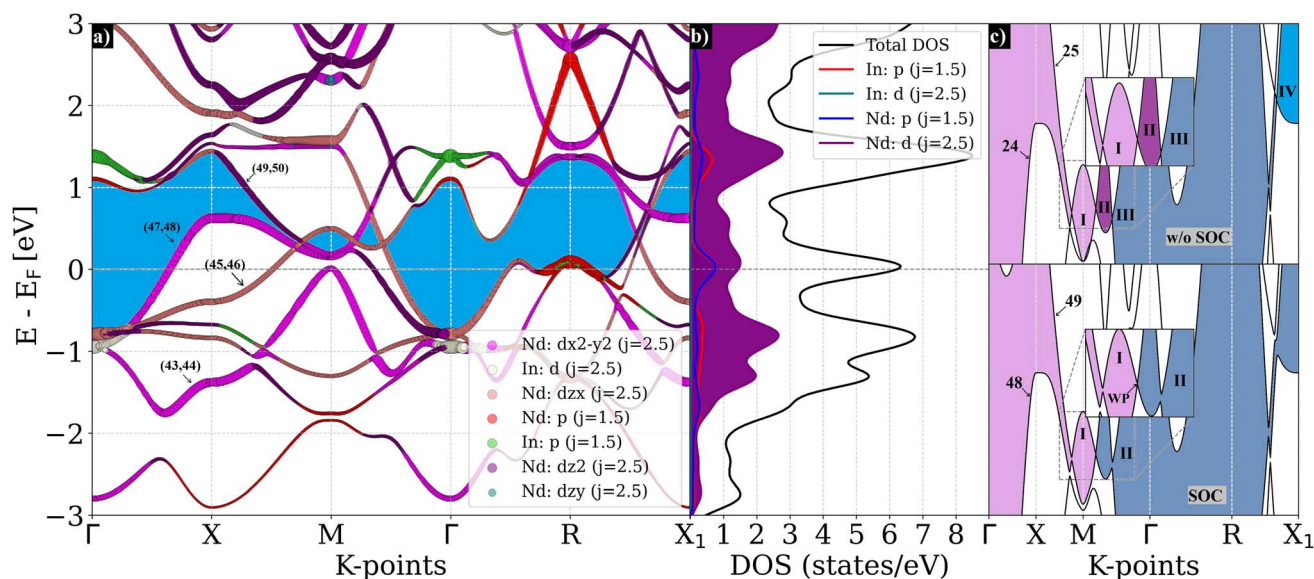 a)
3
2
1
0
−1
−2
−3
E - E_F [eV]
(49,50)
(47,48)
(45,46)
(43,44)
Nd: dx2-y2 (j=2.5)
In: d (j=2.5)
Nd: dzx (j=2.5)
Nd: p (j=1.5)
In: p (j=1.5)
Nd: dz2 (j=2.5)
Nd: dzy (j=2.5)
Γ X M Γ R X₁
K-points
b)
Total DOS
In: p (j=1.5)
In: d (j=2.5)
Nd: p (j=1.5)
Nd: d (j=2.5)
1 2 3 4 5 6 7 8
DOS (states/eV)
c)
25
24
I
II
III
IV
I
II
III
w/o SOC
49
48
I
II
WP
I
II
SOC
Γ X M Γ R X₁
K-points